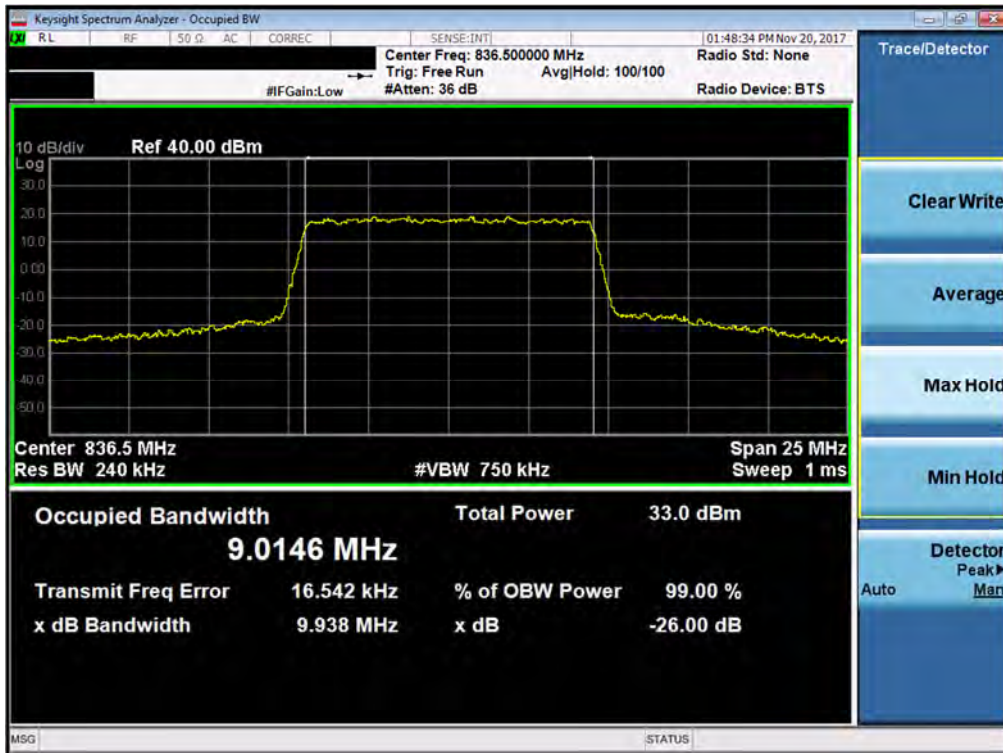 Keysight Spectrum Analyzer - Occupied BW
LXI RL RF 50 Ω AC CORREC SENSE:INT 01:48:34 PM Nov 20, 2017
Center Freq: 836.500000 MHz Radio Std: None
Trig: Free Run Avg|Hold: 100/100
#IFGain:Low #Atten: 36 dB Radio Device: BTS
Trace/Detector
10 dB/div Ref 40.00 dBm
Log
30.0
20.0
10.0
0.00
-10.0
-20.0
-30.0
-40.0
-50.0
Center 836.5 MHz Span 25 MHz
Res BW 240 kHz #VBW 750 kHz Sweep 1 ms
Occupied Bandwidth Total Power 33.0 dBm
9.0146 MHz
Transmit Freq Error 16.542 kHz % of OBW Power 99.00 %
x dB Bandwidth 9.938 MHz x dB -26.00 dB
Clear Write
Average
Max Hold
Min Hold
Detector
Peak▶
Auto Man
MSG STATUS